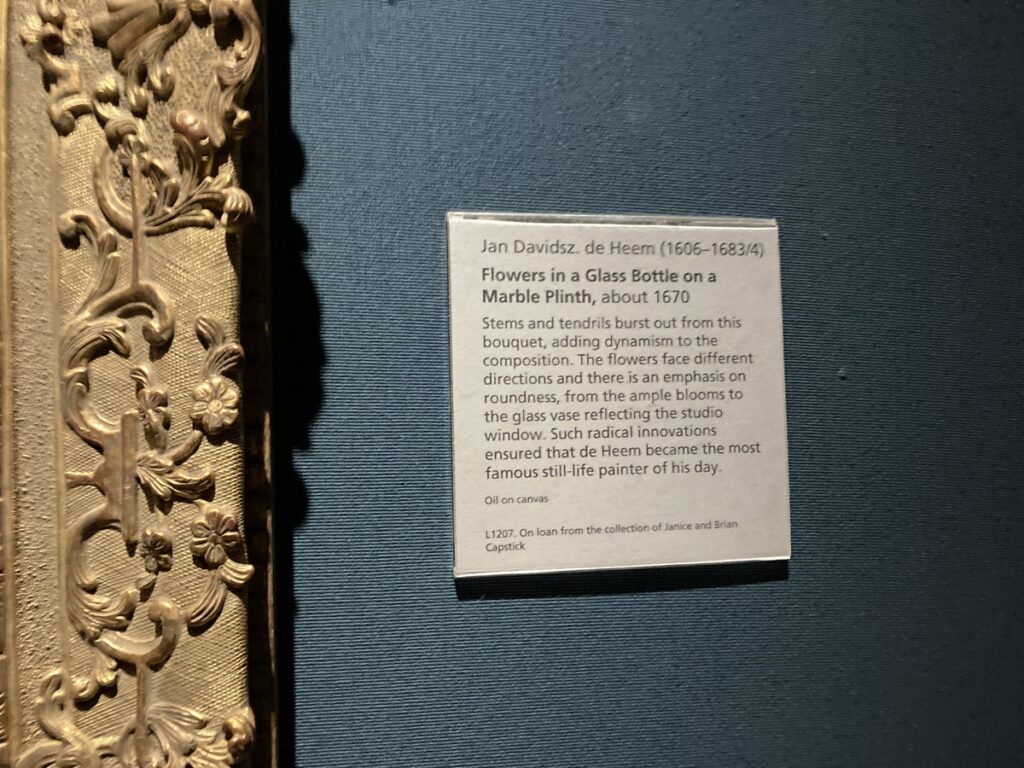 Jan Davidsz. de Heem (1606–1683/4)
Flowers in a Glass Bottle on a
Marble Plinth, about 1670
Stems and tendrils burst out from this
bouquet, adding dynamism to the
composition. The flowers face different
directions and there is an emphasis on
roundness, from the ample blooms to
the glass vase reflecting the studio
window. Such radical innovations
ensured that de Heem became the most
famous still-life painter of his day.
Oil on canvas
L1207. On loan from the collection of Janice and Brian
Capstick